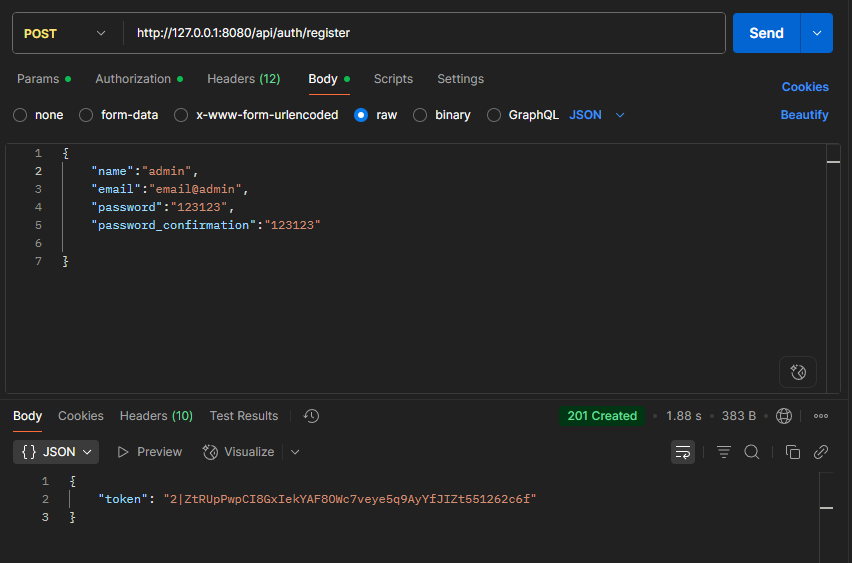 POST http://127.0.0.1:8080/api/auth/register Send
Params Authorization Headers (12) Body Scripts Settings Cookies
none form-data x-www-form-urlencoded raw binary GraphQL JSON Beautify
1 {
2 "name":"admin",
3 "email":"email@admin",
4 "password":"123123",
5 "password_confirmation":"123123"
6
7 }
Body Cookies Headers (10) Test Results 201 Created 1.88 s 383 B
{} JSON Preview Visualize
1 {
2 "token": "2|ZtRUpPwpCI8GxIekYAF8OWc7veye5q9AyYfJIZt551262c6f"
3 }